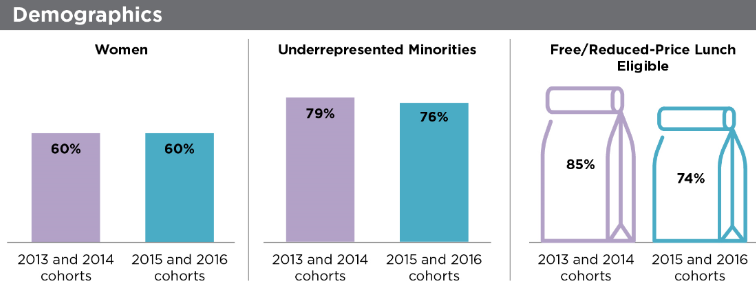 Demographics
Women
60%
60%
2013 and 2014
cohorts
2015 and 2016
cohorts
Underrepresented Minorities
79%
76%
2013 and 2014
cohorts
2015 and 2016
cohorts
Free/Reduced-Price Lunch
Eligible
85%
74%
2013 and 2014
cohorts
2015 and 2016
cohorts